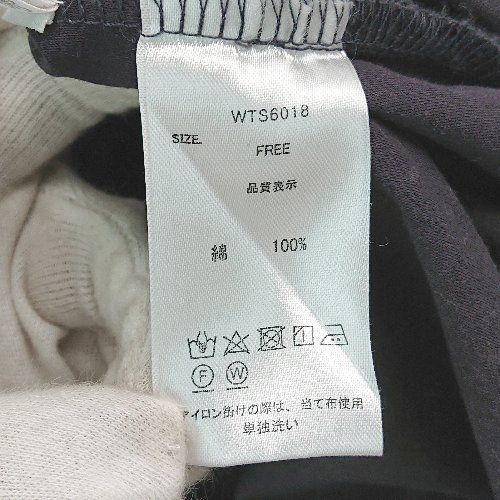 WTS6018
SIZE.
FREE
品質表示
綿 100%
F W
アイロン掛けの際は、当て布使用
単独洗い